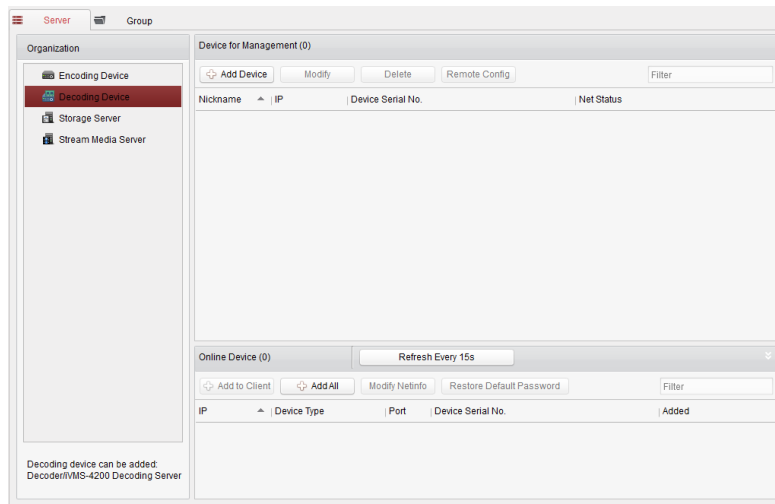 Server Group
Organization
Encoding Device
Decoding Device
Storage Server
Stream Media Server
Decoding device can be added:
Decoder/iVMS-4200 Decoding Server
Device for Management (0)
Add Device Modify Delete Remote Config Filter
Nickname IP Device Serial No. Net Status
Online Device (0) Refresh Every 15s
Add to Client Add All Modify Netinfo Restore Default Password Filter
IP Device Type Port Device Serial No. Added